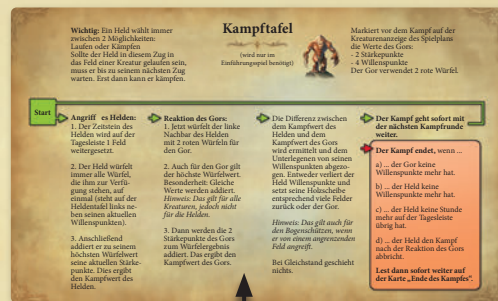 Wichtig: Ein Held wählt immer
zwischen 2 Möglichkeiten:
Laufen oder Kämpfen
Sollte der Held in diesem Zug in
das Feld einer Kreatur gelaufen sein,
muss er bis zu seinem nächsten Zug
warten. Erst dann kann er kämpfen.
Kampftafel
(wird nur im
Einführungsspiel benötigt)
Markiert vor dem Kampf auf der
Kreaturenanzeige des Spielplans
die Werte des Gors:
- 2 Stärkepunkte
- 4 Willenspunkte
Der Gor verwendet 2 rote Würfel.
Start
Angriff es Helden:
1. Der Zeitstein des
Helden wird auf der
Tagesleiste 1 Feld
weitergesetzt.
2. Der Held würfelt
immer alle Würfel,
die ihm zur Verfü-
gung stehen, auf
einmal (steht auf der
Heldentafel links ne-
ben seinen aktuellen
Willenspunkten).
3. Anschließend
addiert er zu seinem
höchsten Würfelwert
seine aktuellen Stärke-
punkte. Dies ergibt
den Kampfwert des
Helden.
Reaktion des Gors:
1. Jetzt würfelt der linke
Nachbar des Helden
mit 2 roten Würfeln für
den Gor.
2. Auch für den Gor gilt
der höchste Würfelwert.
Besonderheit: Gleiche
Werte werden addiert.
Hinweis: Das gilt für alle
Kreaturen, jedoch nicht
für die Helden.
3. Dann werden die 2
Stärkepunkte des Gors
zum Würfelergebnis
addiert. Das ergibt den
Kampfwert des Gors.
Die Differenz zwischen
dem Kampfwert des
Helden und dem
Kampfwert des Gors
wird ermittelt und dem
Unterlegenen von seinen
Willenspunkten abgezo-
gen. Entweder verliert der
Held Willenspunkte und
setzt seine Holzscheibe
entsprechend viele Felder
zurück oder der Gor.
Hinweis: Das gilt auch für
den Bogenschützen, wenn
er von einem angrenzenden
Feld angreift.
Bei Gleichstand geschieht
nichts.
Der Kampf geht sofort mit
der nächsten Kampfrunde
weiter.
Der Kampf endet, wenn ...
a) ... der Gor keine
Willenspunkte mehr hat.
b) ... der Held keine
Willenspunkte mehr hat.
c) ... der Held keine Stunde
mehr auf der Tagesleiste
übrig hat.
d) ... der Held den Kampf
nach der Reaktion des Gors
abbricht.
Lest dann sofort weiter auf
der Karte „Ende des Kampfes".